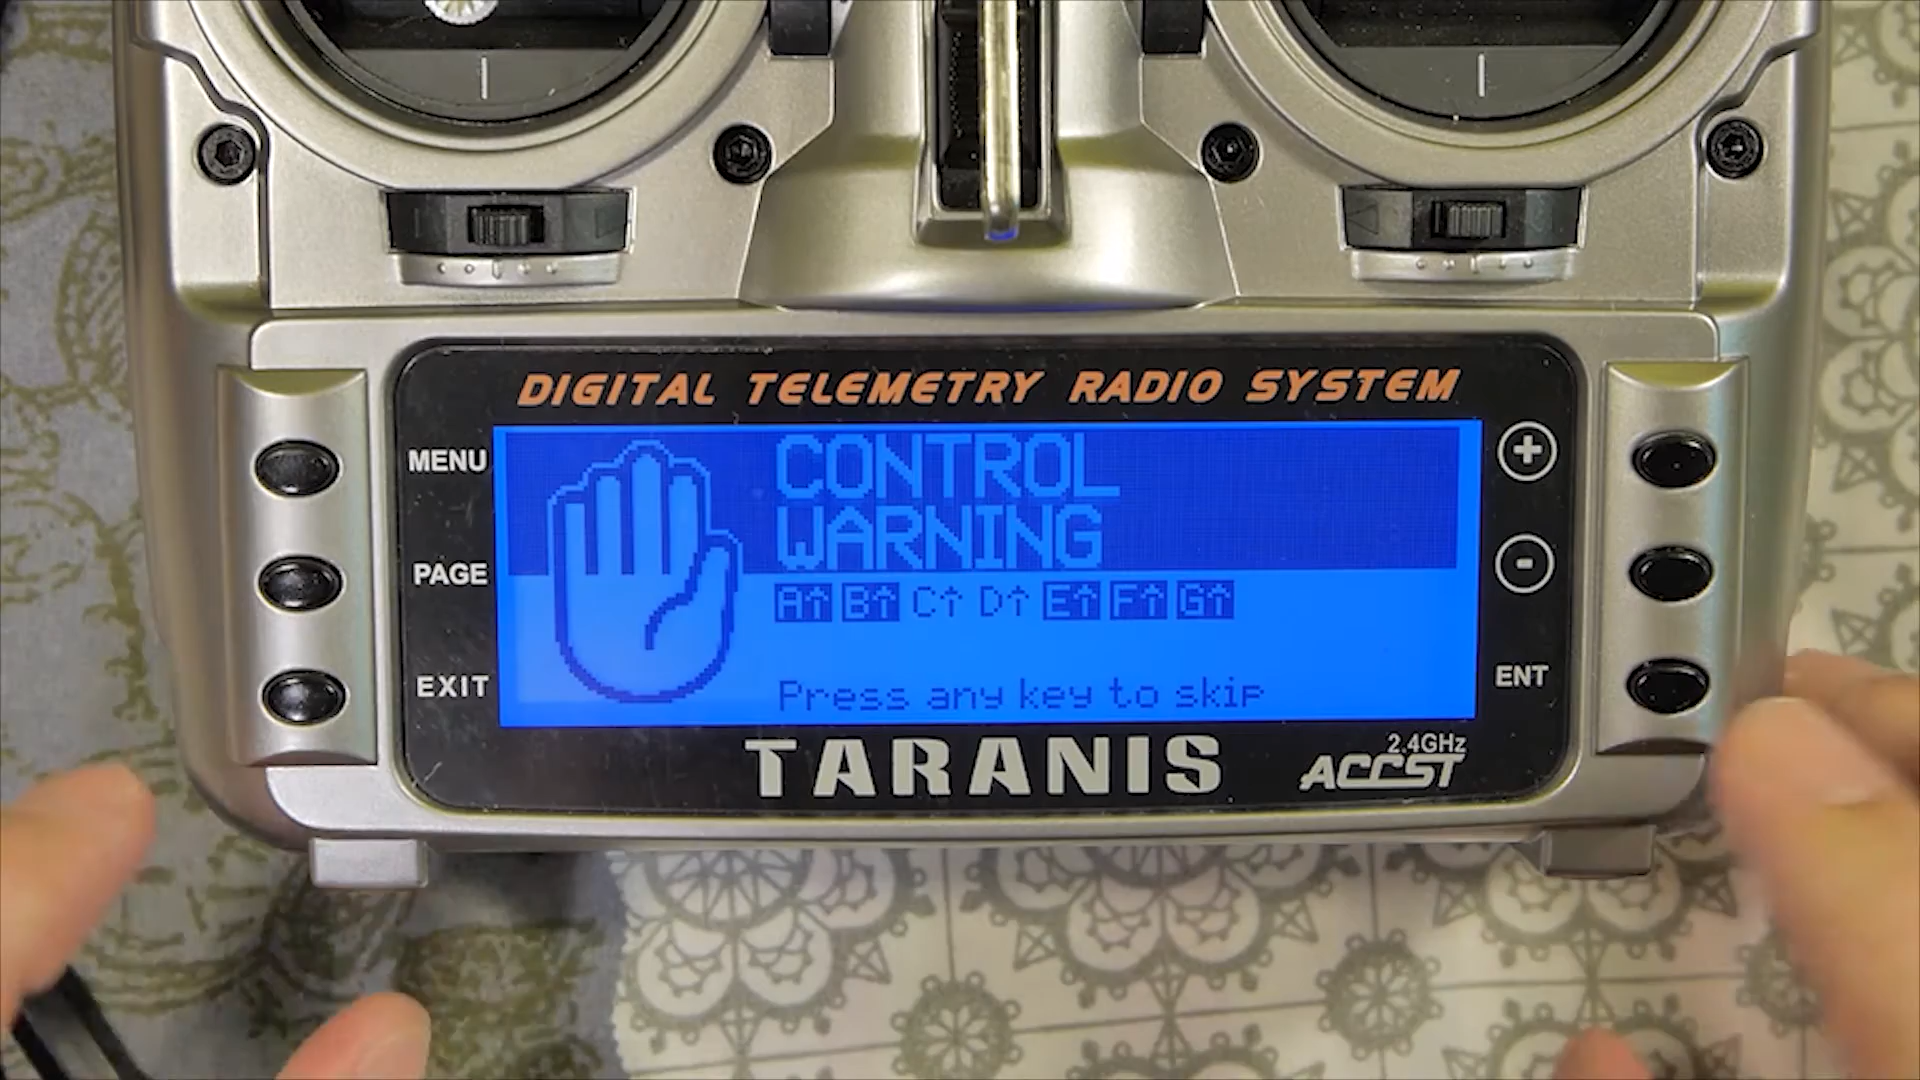 DIGITAL TELEMETRY RADIO SYSTEM
MENU
PAGE
EXIT
CONTROL
WARNING
A↑ B↑ C↑ D↑ E↑ F↑ G↑
Press any key to skip
+
-
ENT
TARANIS
2.4GHz
ACCST